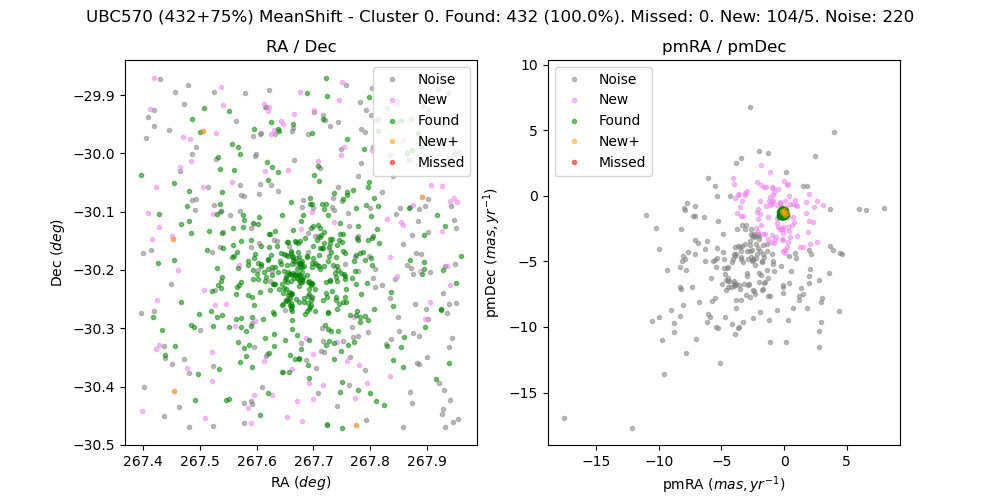 UBC570 (432+75%) MeanShift - Cluster 0. Found: 432 (100.0%). Missed: 0. New: 104/5. Noise: 220
RA / Dec
Noise
New
Found
New+
Missed
−29.9
−30.0
−30.1
−30.2
−30.3
−30.4
−30.5
Dec (deg)
267.4 267.5 267.6 267.7 267.8 267.9
RA (deg)
pmRA / pmDec
Noise
New
Found
New+
Missed
10
5
0
−5
−10
−15
pmDec (mas, yr⁻¹)
−15 −10 −5 0 5
pmRA (mas, yr⁻¹)